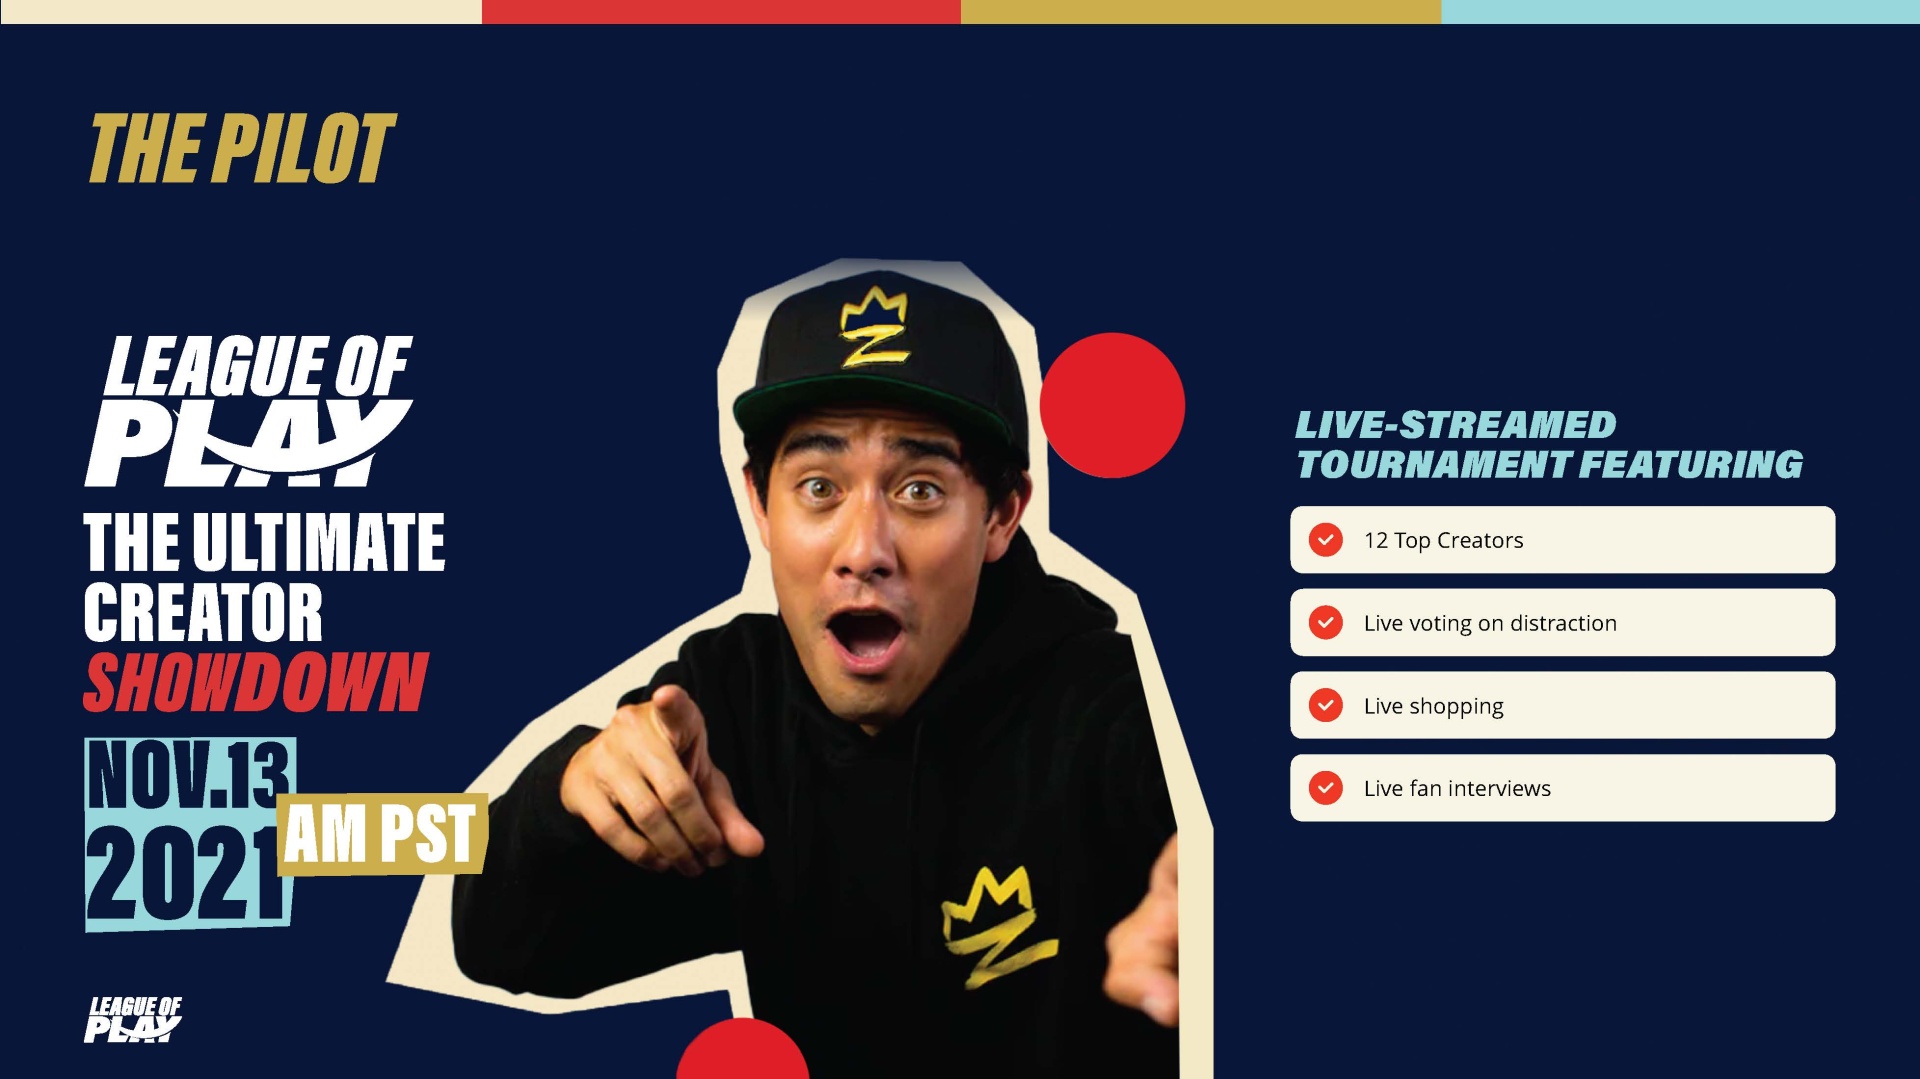 THE PILOT
LEAGUE OF
PLAY
THE ULTIMATE
CREATOR
SHOWDOWN
NOV.13
2021
AM PST
Z
Z
LIVE-STREAMED
TOURNAMENT FEATURING
12 Top Creators
Live voting on distraction
Live shopping
Live fan interviews
LEAGUE OF
PLAY